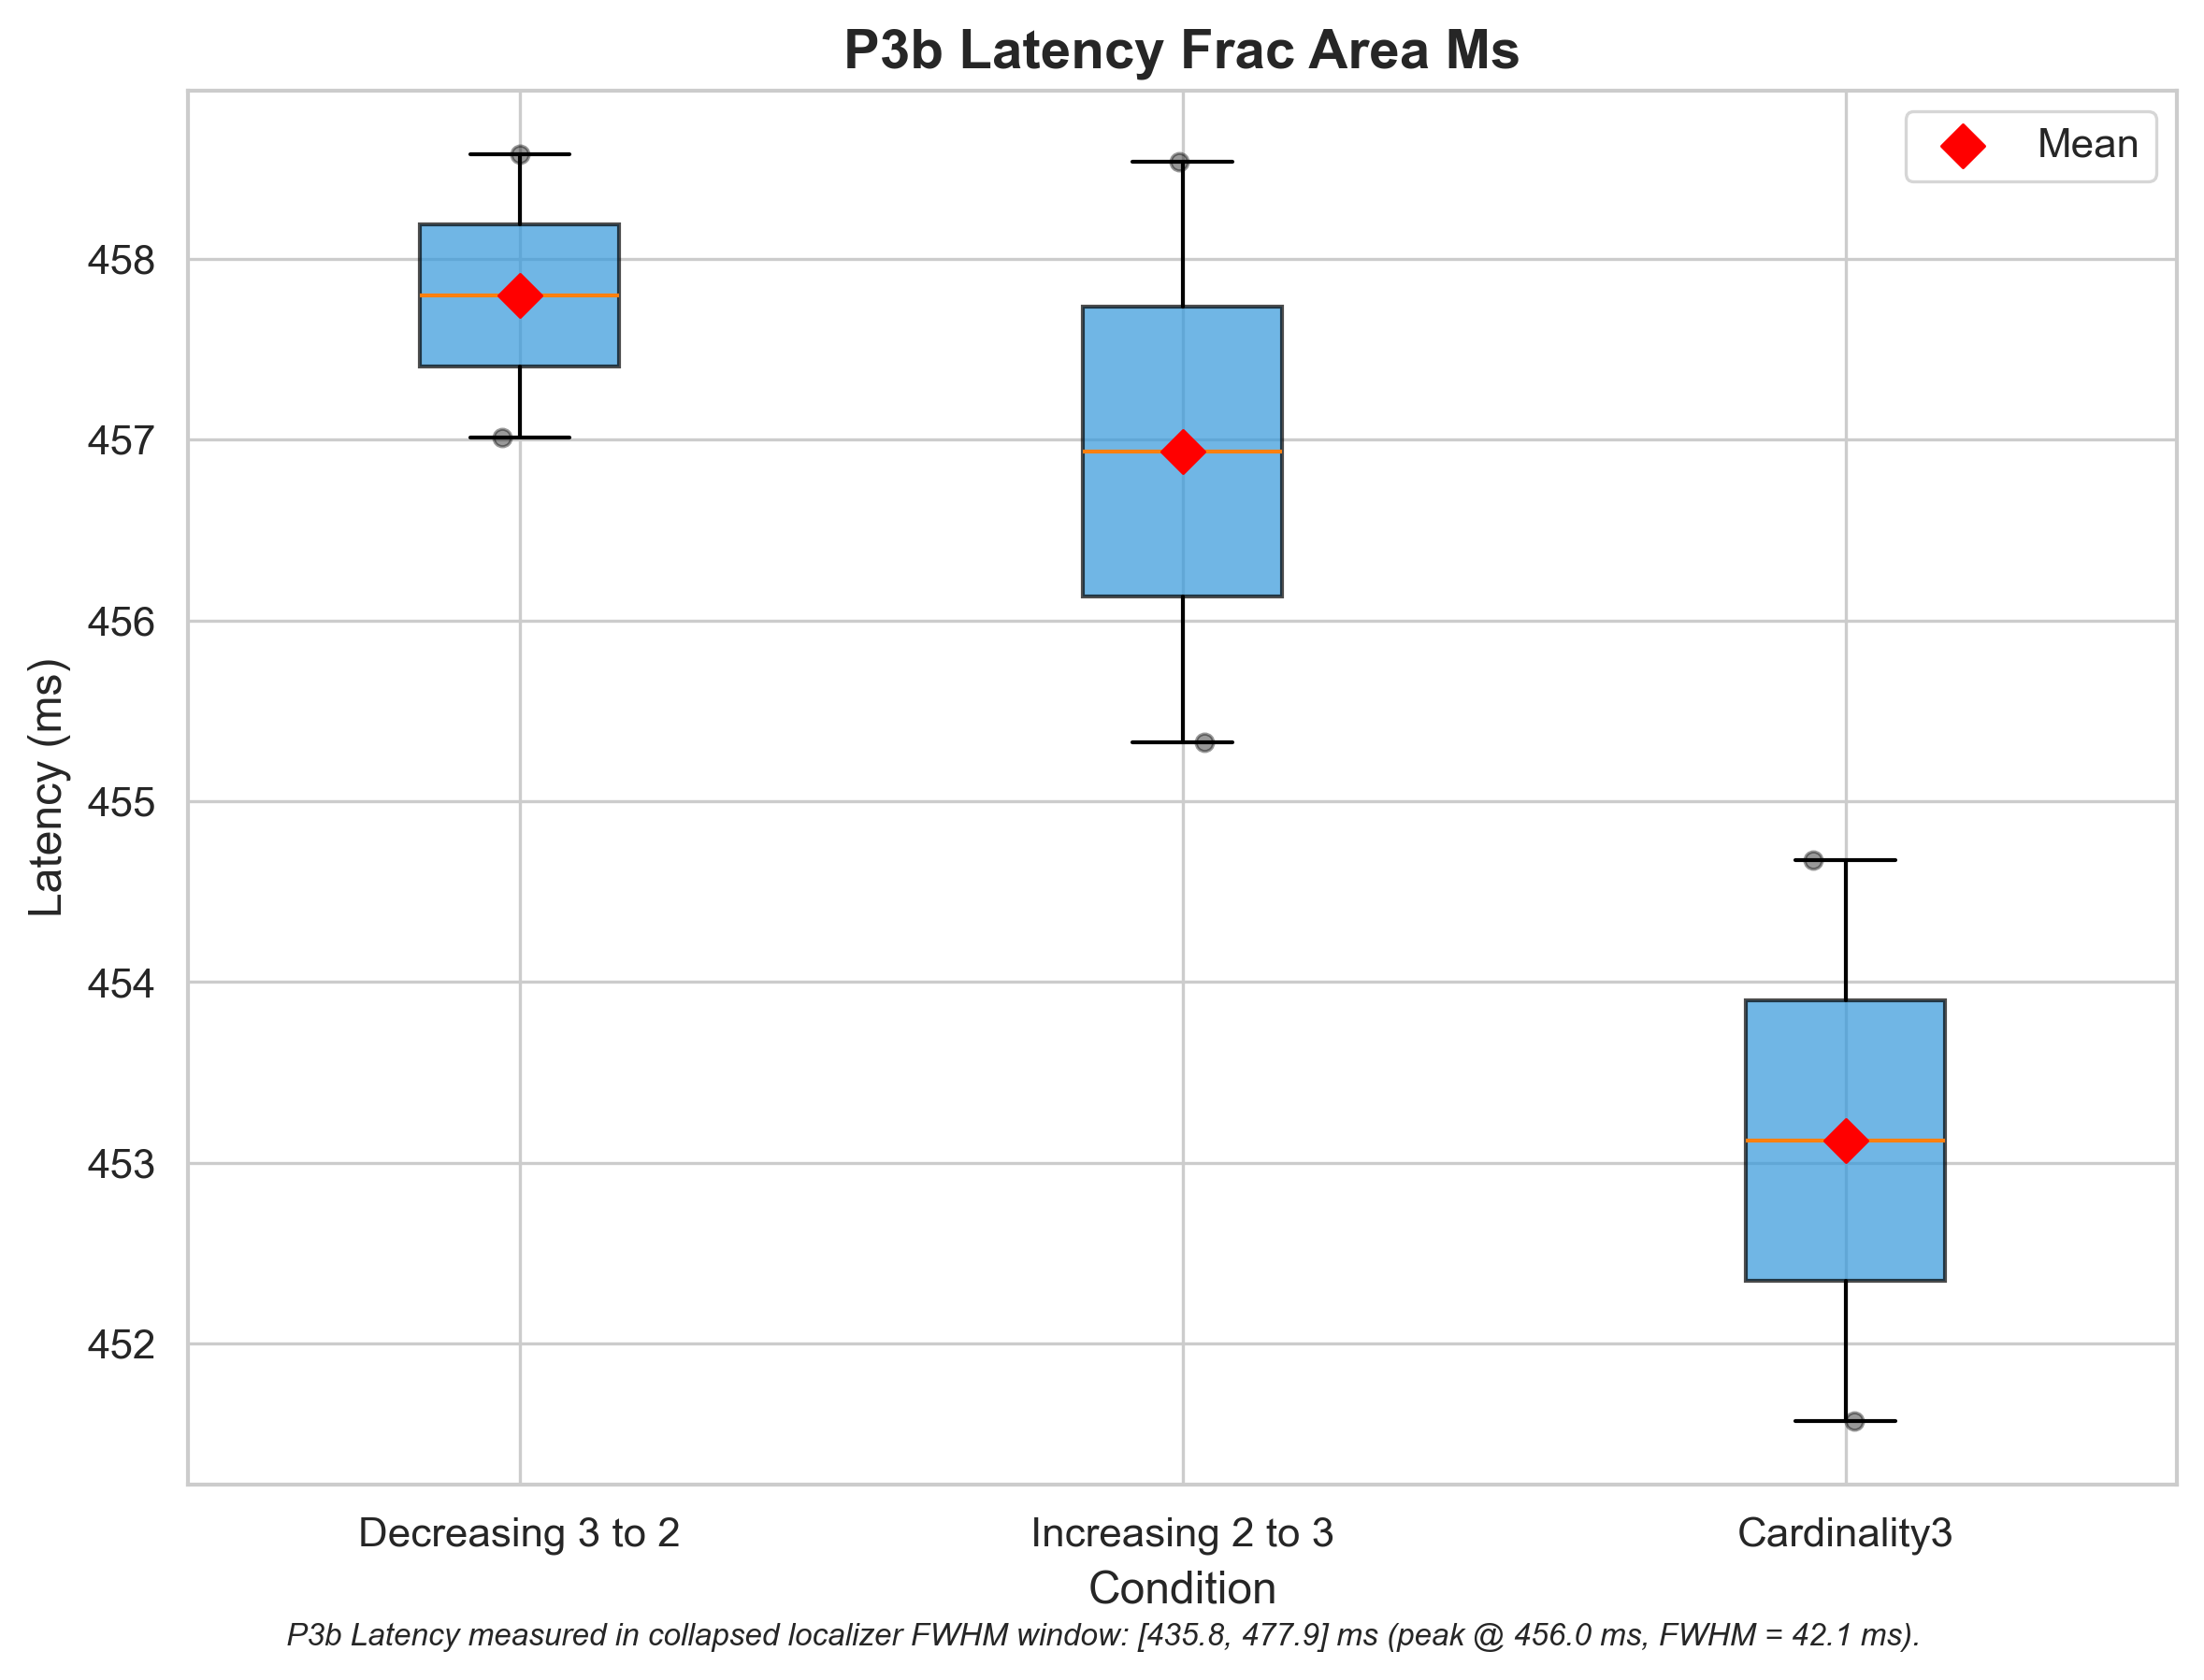 P3b Latency Frac Area Ms
Mean
458
457
456
455
454
453
452
Latency (ms)
Decreasing 3 to 2
Increasing 2 to 3
Cardinality3
Condition
P3b Latency measured in collapsed localizer FWHM window: [435.8, 477.9] ms (peak @ 456.0 ms, FWHM = 42.1 ms).